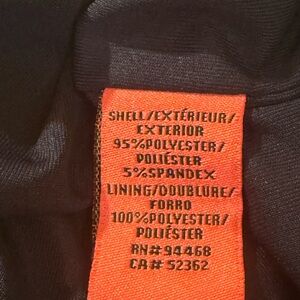 SHELL/EXTÉRIEUR/
EXTERIOR
95%POLYESTER/
POLIÉSTER
5%SPANDEX
LINING/DOUBLURE/
FORRO
100%POLYESTER/
POLIÉSTER
RN# 94468
CA# 52362